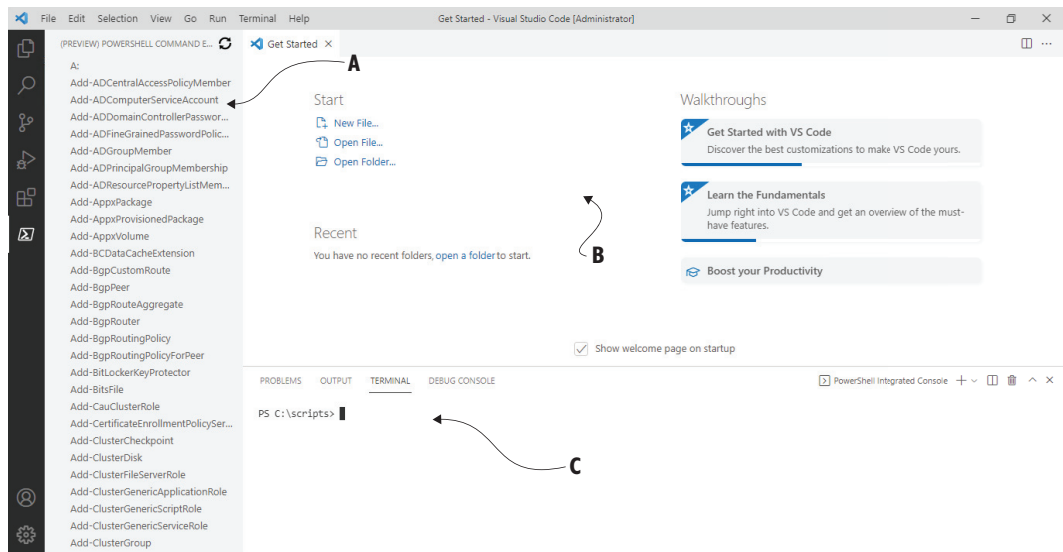 File Edit Selection View Go Run Terminal Help
Get Started - Visual Studio Code [Administrator]
(PREVIEW) POWERSHELL COMMAND E...
Get Started
A:
Add-ADCentralAccessPolicyMember
Add-ADComputerServiceAccount
Add-ADDomainControllerPasswor...
Add-ADFineGrainedPasswordPolic...
Add-ADGroupMember
Add-ADPrincipalGroupMembership
Add-ADResourcePropertyListMem...
Add-AppxPackage
Add-AppxProvisionedPackage
Add-AppxVolume
Add-BCDataCacheExtension
Add-BgpCustomRoute
Add-BgpPeer
Add-BgpRouteAggregate
Add-BgpRouter
Add-BgpRoutingPolicy
Add-BgpRoutingPolicyForPeer
Add-BitLockerKeyProtector
Add-BitsFile
Add-CauClusterRole
Add-CertificateEnrollmentPolicySer...
Add-ClusterCheckpoint
Add-ClusterDisk
Add-ClusterFileServerRole
Add-ClusterGenericApplicationRole
Add-ClusterGenericScriptRole
Add-ClusterGenericServiceRole
Add-ClusterGroup
A
Start
New File...
Open File...
Open Folder...
Recent
You have no recent folders, open a folder to start.
B
Walkthroughs
Get Started with VS Code
Discover the best customizations to make VS Code yours.
Learn the Fundamentals
Jump right into VS Code and get an overview of the must-
have features.
Boost your Productivity
Show welcome page on startup
PROBLEMS OUTPUT TERMINAL DEBUG CONSOLE
PowerShell Integrated Console
PS C:\scripts>
C